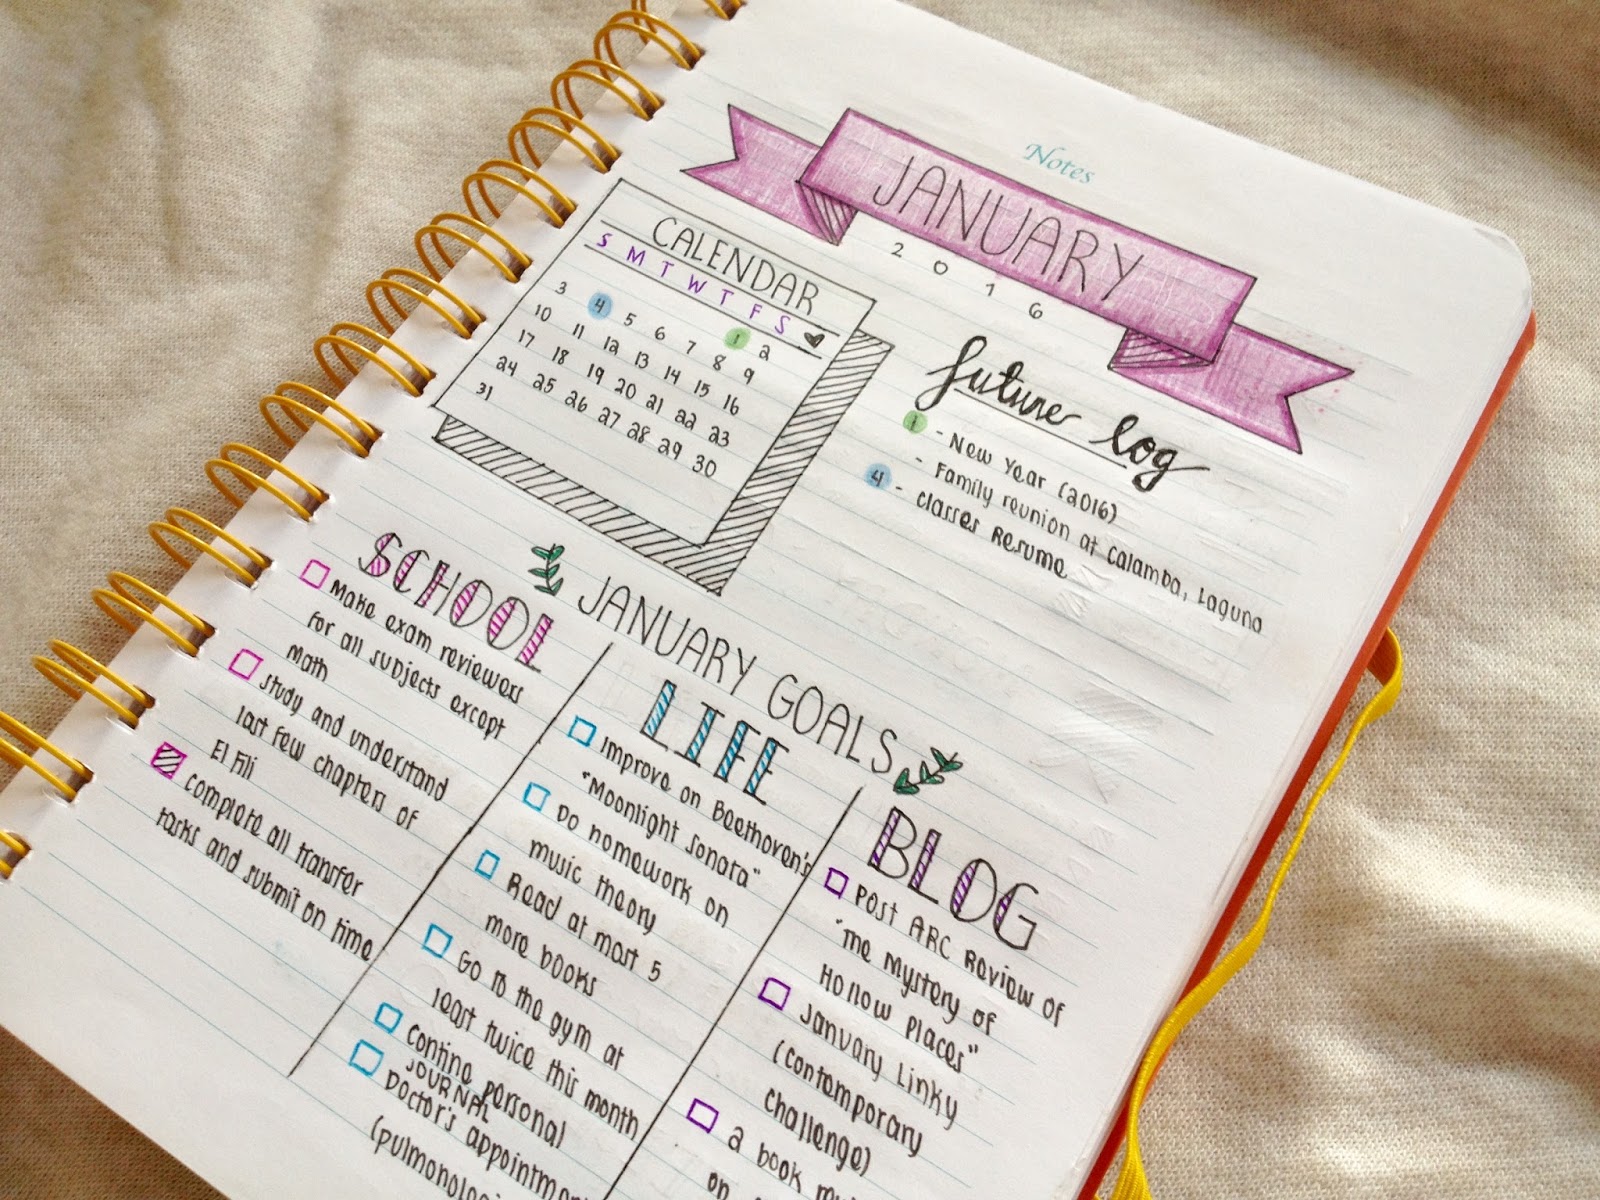 Notes
JANUARY
2016
CALENDAR
S M T W T F S
1 2
3 4 5 6 7 8 9
10 11 12 13 14 15 16
17 18 19 20 21 22 23
24 25 26 27 28 29 30
31
future log
1 - New Year (2016)
- Family reunion at Calamba, Laguna
4 - Classes Resume
JANUARY GOALS
SCHOOL
Make exam reviewers
for all subjects except
Math
Study and understand
last few chapters of
El Fili
complete all transfer
tasks and submit on time
LIFE
Improve on Beethoven's
"Moonlight Sonata"
Do homework on
music theory
Read at most 5
more books
Go to the gym at
least twice this month
Contine personal
JOURNAL
Doctor's appointment
BLOG
Post ARC Review of
"The Mystery of
Hollow Places"
January Linky
(contemporary
challenge)
a book
on